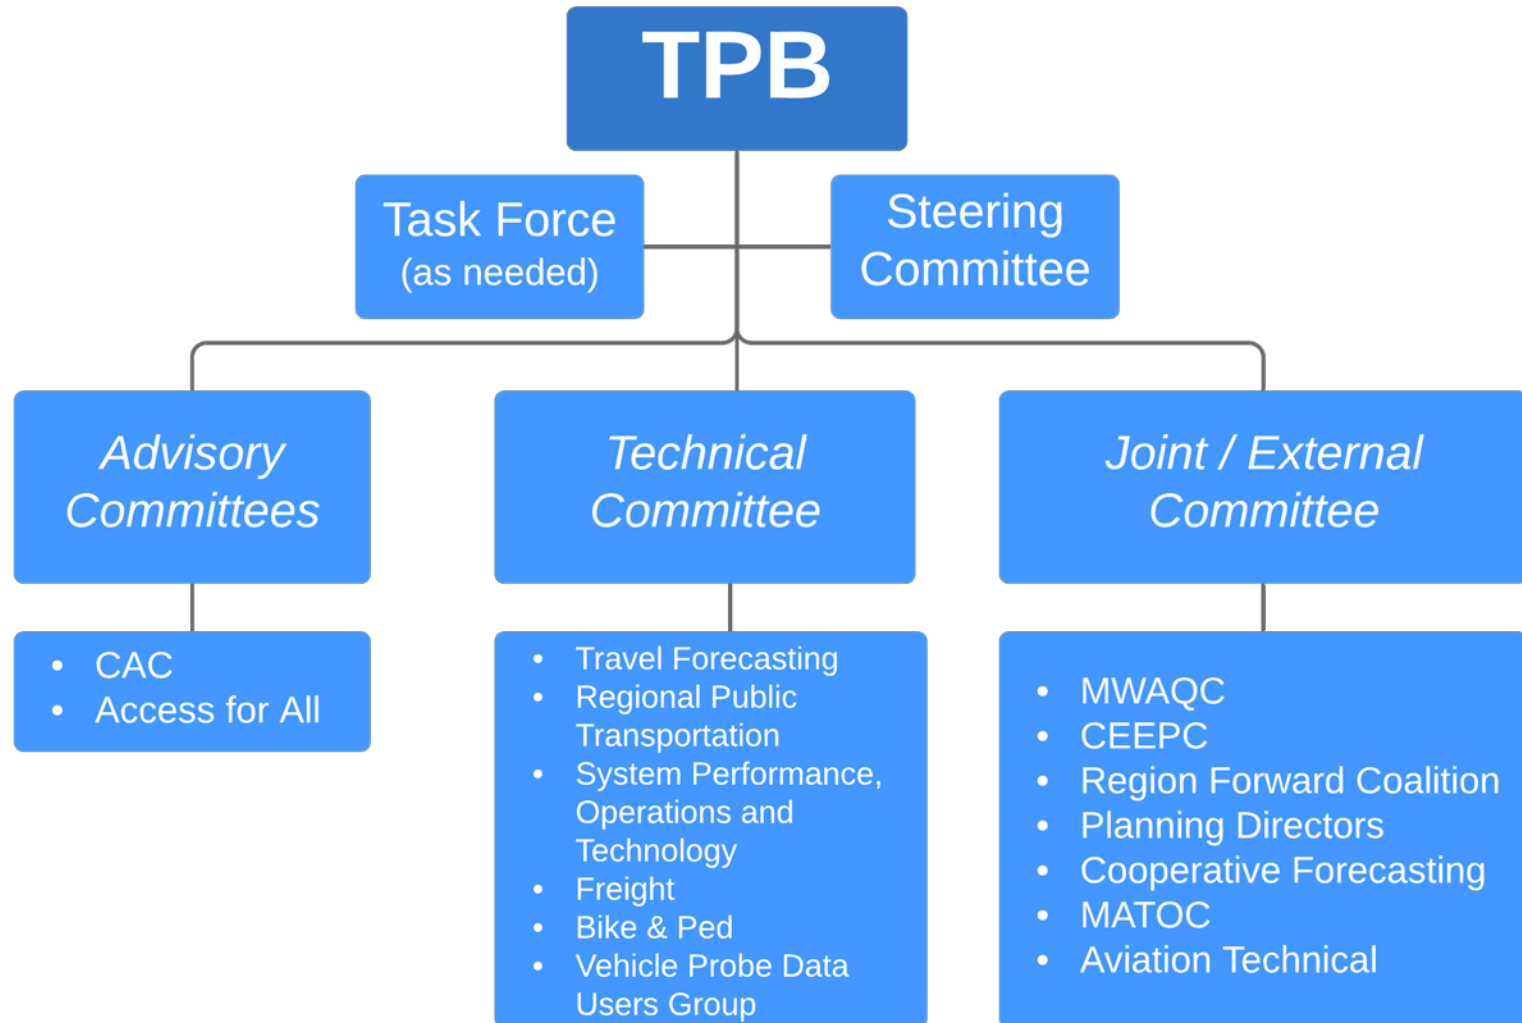 TPB
Task Force
(as needed)
Steering
Committee
Advisory
Committees
Technical
Committee
Joint / External
Committee
• CAC
• Access for All
• Travel Forecasting
• Regional Public
Transportation
• System Performance,
Operations and
Technology
• Freight
• Bike & Ped
• Vehicle Probe Data
Users Group
• MWAQC
• CEEPC
• Region Forward Coalition
• Planning Directors
• Cooperative Forecasting
• MATOC
• Aviation Technical